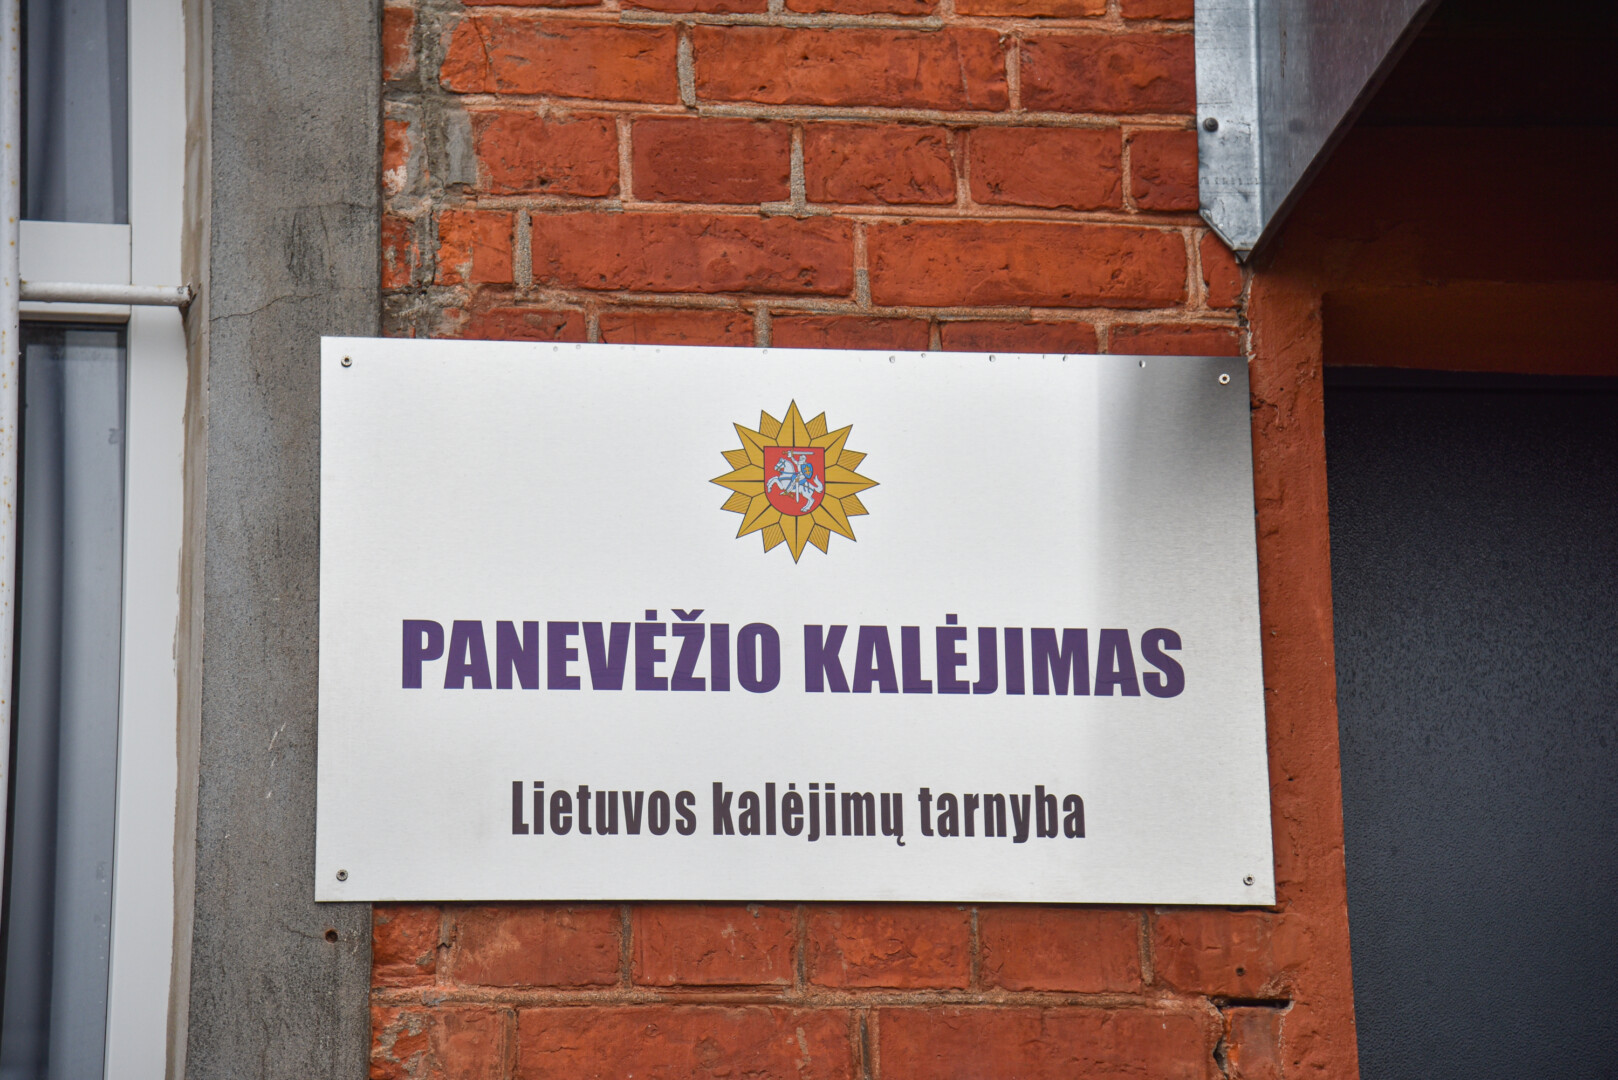 PANEVĖŽIO KALĖJIMAS
Lietuvos kalėjimų tarnyba